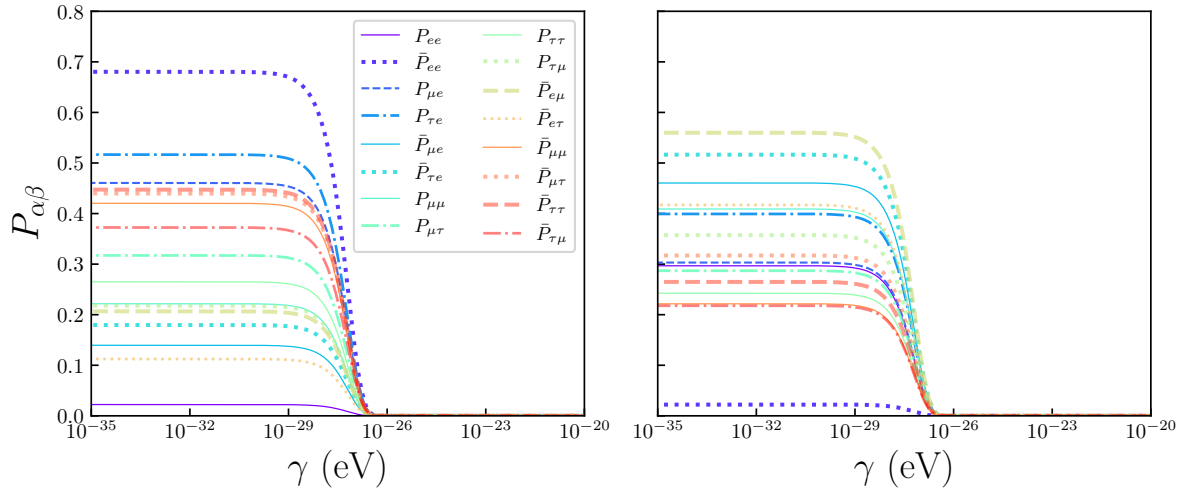 0.8
0.7
0.6
0.5
0.4
0.3
0.2
0.1
0.0
P_{αβ}
P_{ee}
P̄_{ee}
P_{μe}
P_{τe}
P̄_{μe}
P̄_{τe}
P_{μμ}
P_{μτ}
P_{ττ}
P_{τμ}
P̄_{eμ}
P̄_{eτ}
P̄_{μμ}
P̄_{μτ}
P̄_{ττ}
P̄_{τμ}
10^{-35} 10^{-32} 10^{-29} 10^{-26} 10^{-23} 10^{-20}
γ (eV)
10^{-35} 10^{-32} 10^{-29} 10^{-26} 10^{-23} 10^{-20}
γ (eV)